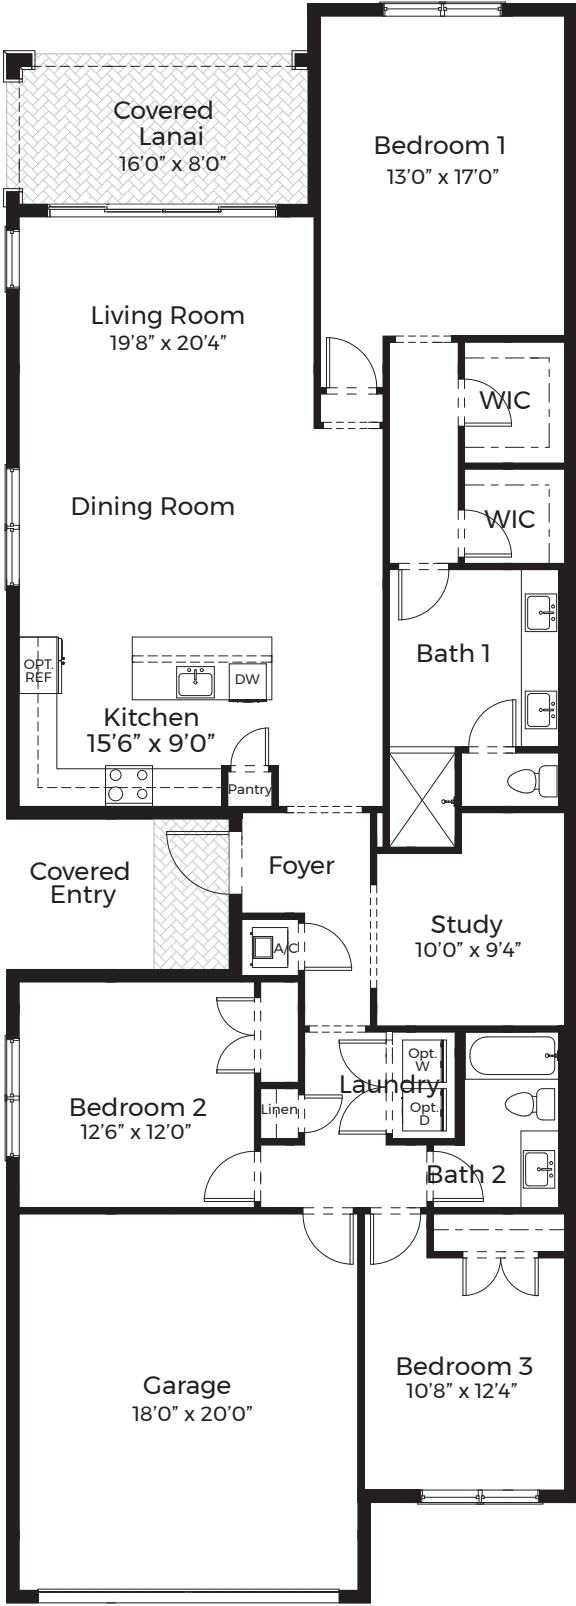 Covered
Lanai
16’0” x 8’0”
Bedroom 1
13’0” x 17’0”
Living Room
19’8” x 20’4”
WIC
Dining Room
WIC
Bath 1
OPT.
REF
DW
Kitchen
15’6” x 9’0”
Pantry
Covered
Entry
Foyer
Study
10’0” x 9’4”
A/C
Opt.
W
Laundry
Opt.
D
Linen
Bedroom 2
12’6” x 12’0”
Bath 2
Bedroom 3
10’8” x 12’4”
Garage
18’0” x 20’0”